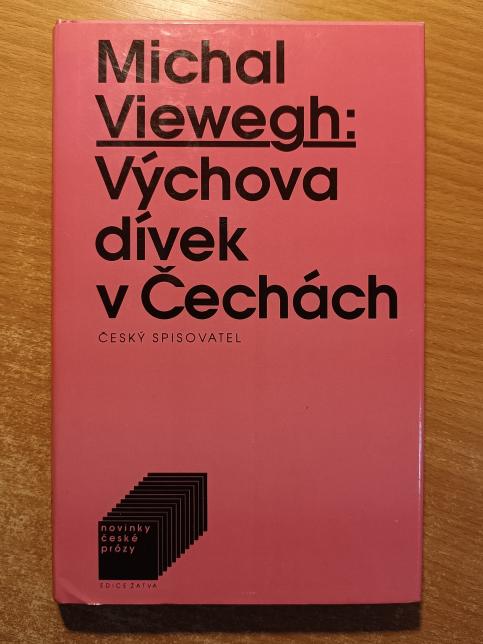 Michal
Viewegh:
Výchova
dívek
v Čechách
ČESKÝ SPISOVATEL
novinky
české
prózy
EDICE ŽATVA